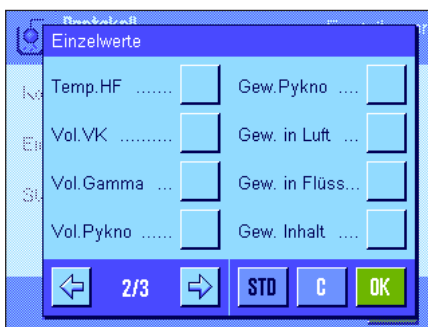 Protokoll
Einzelwerte
Temp.HF ....... Gew.Pykno ....
Vol.VK .......... Gew. in Luft ...
Vol.Gamma ... Gew. in Flüss...
Vol.Pykno ...... Gew. Inhalt ....
2/3 STD C OK